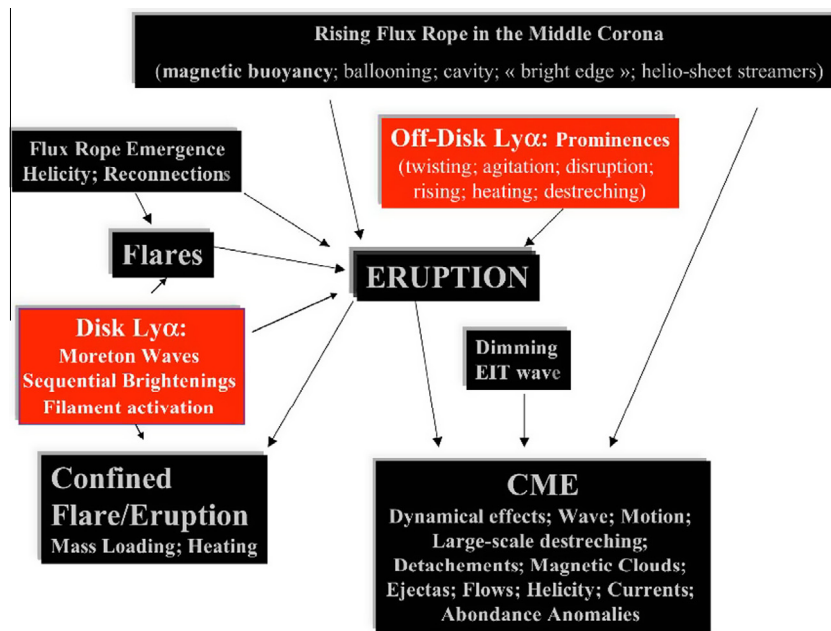 Rising Flux Rope in the Middle Corona
(magnetic buoyancy; ballooning; cavity; « bright edge »; helio-sheet streamers)
Flux Rope Emergence
Helicity; Reconnections
Off-Disk Lyα: Prominences
(twisting; agitation; disruption;
rising; heating; destreching)
Flares
ERUPTION
Disk Lyα:
Moreton Waves
Sequential Brightenings
Filament activation
Dimming
EIT wave
Confined
Flare/Eruption
Mass Loading; Heating
CME
Dynamical effects; Wave; Motion;
Large-scale destreching;
Detachements; Magnetic Clouds;
Ejectas; Flows; Helicity; Currents;
Abondance Anomalies